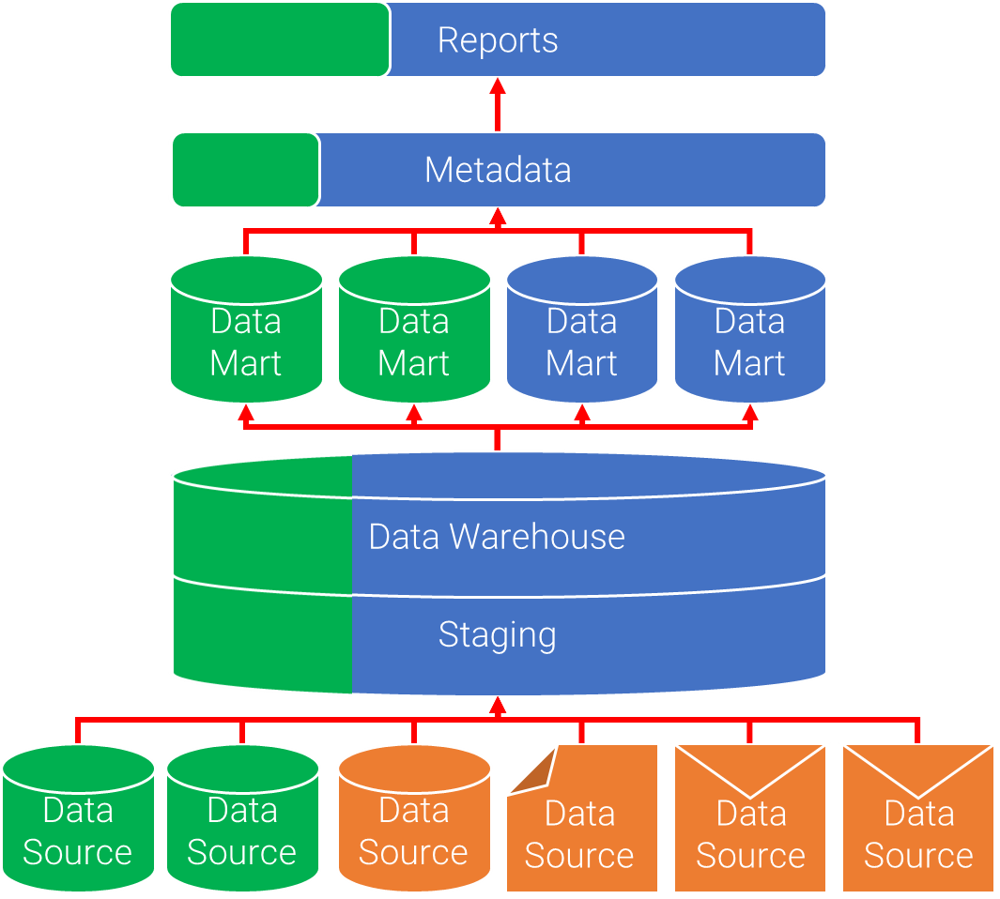 Reports
Metadata
Data
Mart
Data
Mart
Data
Mart
Data
Mart
Data Warehouse
Staging
Data
Source
Data
Source
Data
Source
Data
Source
Data
Source
Data
Source